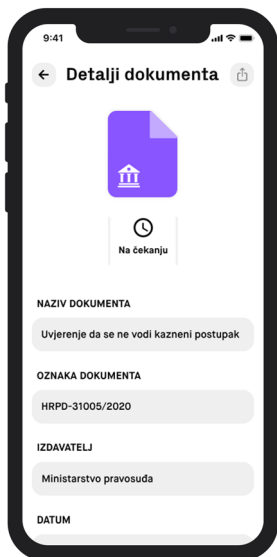 9:41
Detalji dokumenta
Na čekanju
NAZIV DOKUMENTA
Uvjerenje da se ne vodi kazneni postupak
OZNAKA DOKUMENTA
HRPD-31005/2020
IZDAVATELJ
Ministarstvo pravosuđa
DATUM